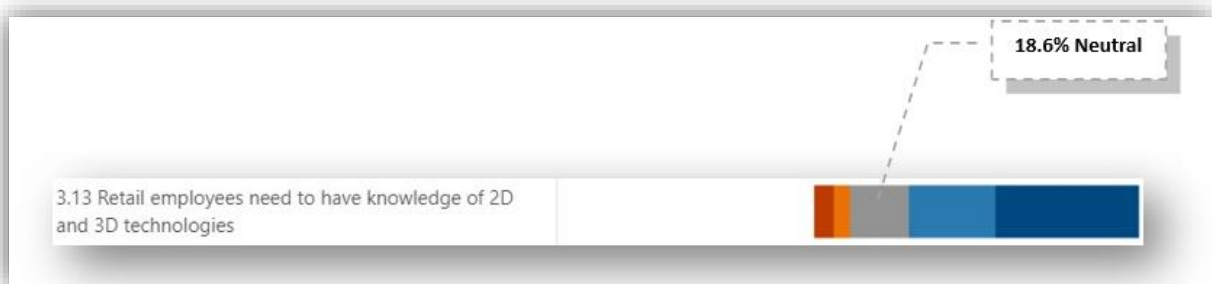 18.6% Neutral
3.13 Retail employees need to have knowledge of 2D
and 3D technologies